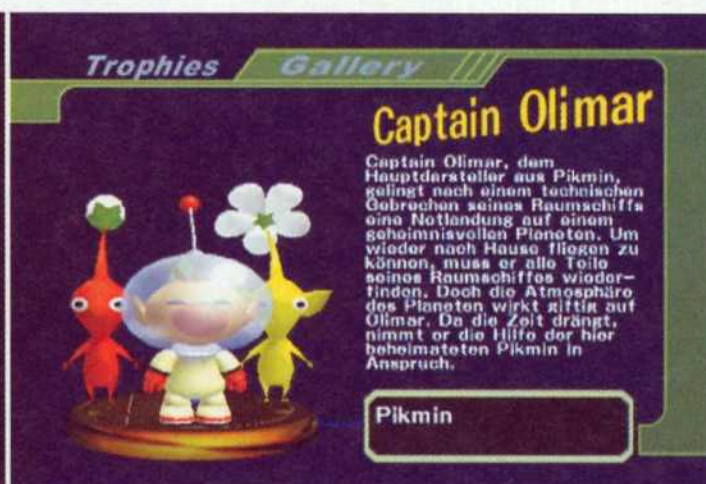 Trophies
Gallery
Captain Olimar
Captain Olimar, dem
Hauptdarsteller aus Pikmin,
gelingt nach einem technischen
Gebrechen seines Raumschiffs
eine Notlandung auf einem
geheimnisvollen Planeten. Um
wieder nach Hause fliegen zu
können, muss er alle Teile
seines Raumschiffes wieder-
finden. Doch die Atmosphäre
des Planeten wirkt giftig auf
Olimar. Da die Zeit drängt,
nimmt er die Hilfe der hier
beheimateten Pikmin in
Anspruch.
Pikmin